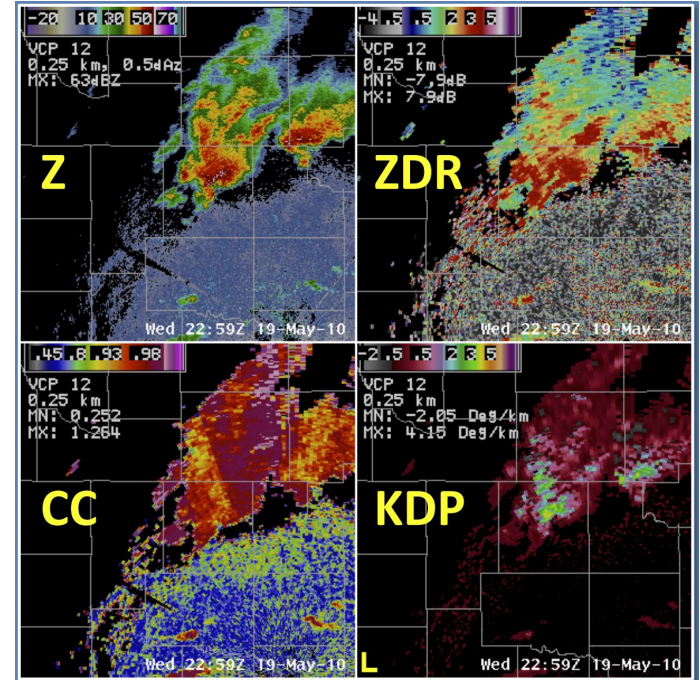 -20 10 30 50 70
VCP 12
0.25 km, 0.5dAz
MX: 63dBZ
Z
Wed 22:59Z 19-May-10
-4 .5 .5 2 3 5
VCP 12
0.25 km
MN: -7.9dB
MX: 7.9dB
ZDR
Wed 22:59Z 19-May-10
.45 .8 .93 .98
VCP 12
0.25 km
MN: 0.252
MX: 1.264
CC
Wed 22:59Z 19-May-10
-2 .5 .5 2 3 5
VCP 12
0.25 km
MN: -2.05 Deg/km
MX: 4.15 Deg/km
KDP
L
Wed 22:59Z 19-May-10